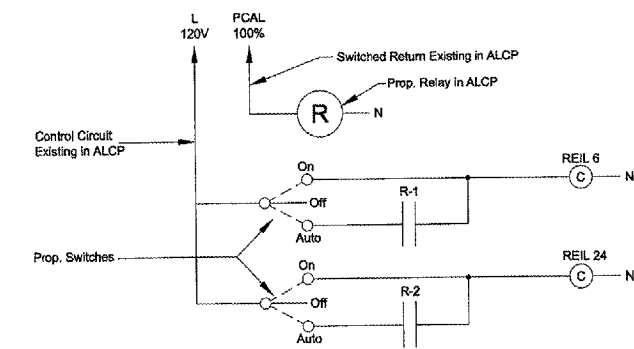 L
120V
PCAL
100%
Switched Return Existing in ALCP
Prop. Relay in ALCP
R
N
Control Circuit
Existing in ALCP
On
Off
Auto
R-1
REIL 6
C
N
Prop. Switches
On
Off
Auto
R-2
REIL 24
C
N